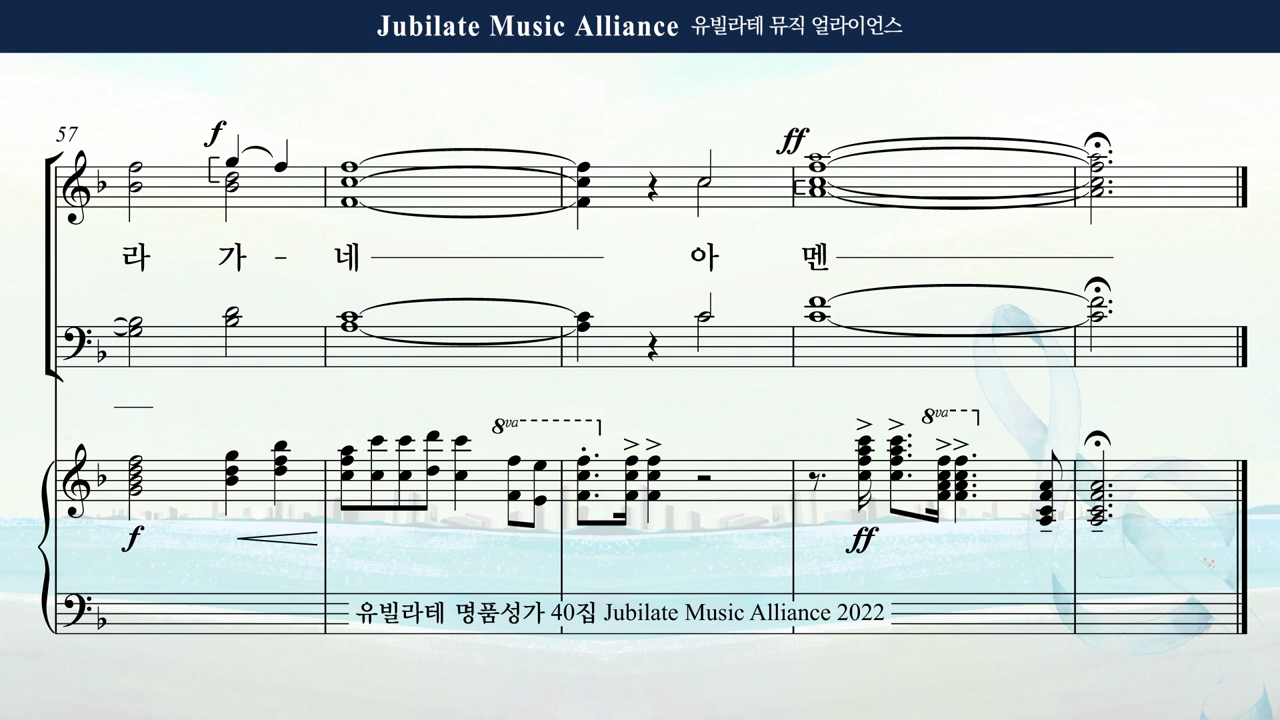 Jubilate Music Alliance 유빌라테 뮤직 얼라이언스
57
f
ff
라 가 - 네 아 멘
8va
8va
f
ff
유빌라테 명품성가 40집 Jubilate Music Alliance 2022